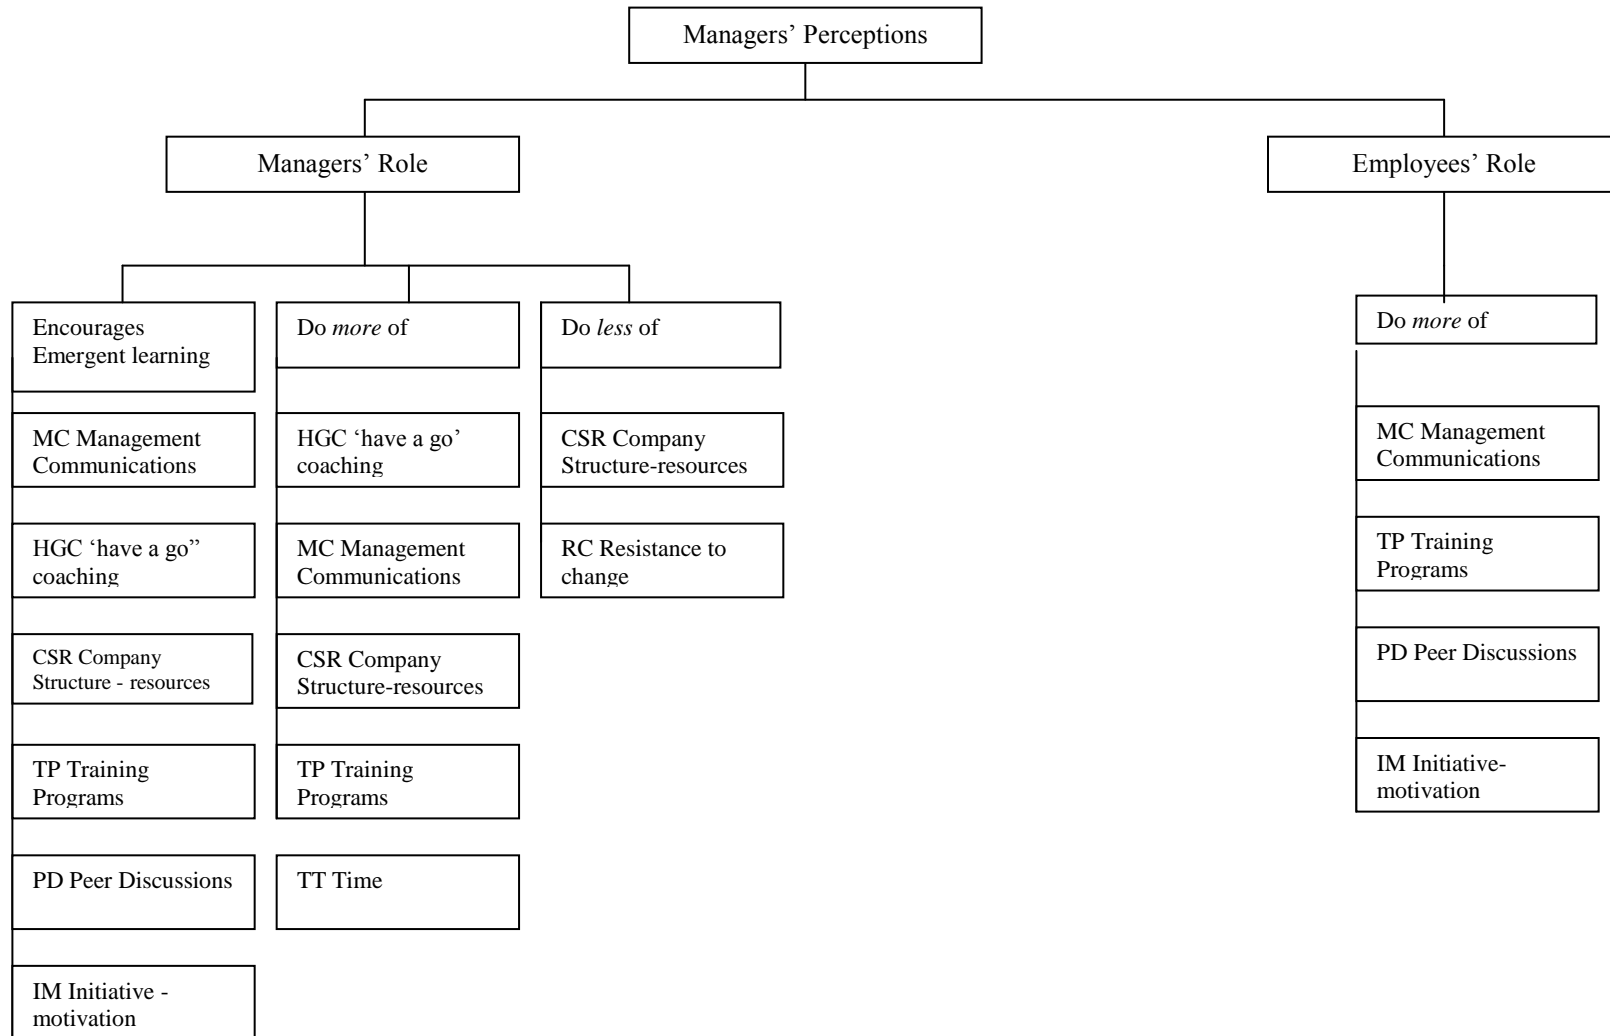 Managers’ Perceptions
Managers’ Role
Employees’ Role
Encourages
Emergent learning
MC Management
Communications
HGC ‘have a go”
coaching
CSR Company
Structure - resources
TP Training
Programs
PD Peer Discussions
IM Initiative -
motivation
Do more of
HGC ‘have a go’
coaching
MC Management
Communications
CSR Company
Structure-resources
TP Training
Programs
TT Time
Do less of
CSR Company
Structure-resources
RC Resistance to
change
Do more of
MC Management
Communications
TP Training
Programs
PD Peer Discussions
IM Initiative-
motivation